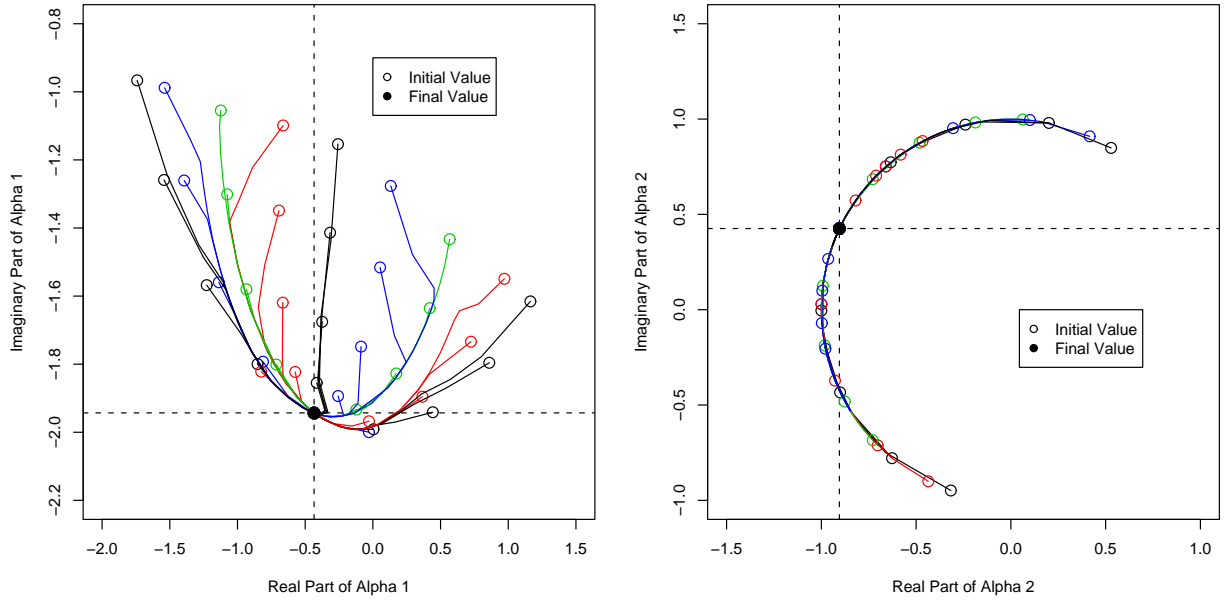 −0.8
−1.0
−1.2
−1.4
−1.6
−1.8
−2.0
−2.2
Imaginary Part of Alpha 1
Initial Value
Final Value
−2.0 −1.5 −1.0 −0.5 0.0 0.5 1.0 1.5
Real Part of Alpha 1
1.5
1.0
0.5
0.0
−0.5
−1.0
Imaginary Part of Alpha 2
Initial Value
Final Value
−1.5 −1.0 −0.5 0.0 0.5 1.0
Real Part of Alpha 2